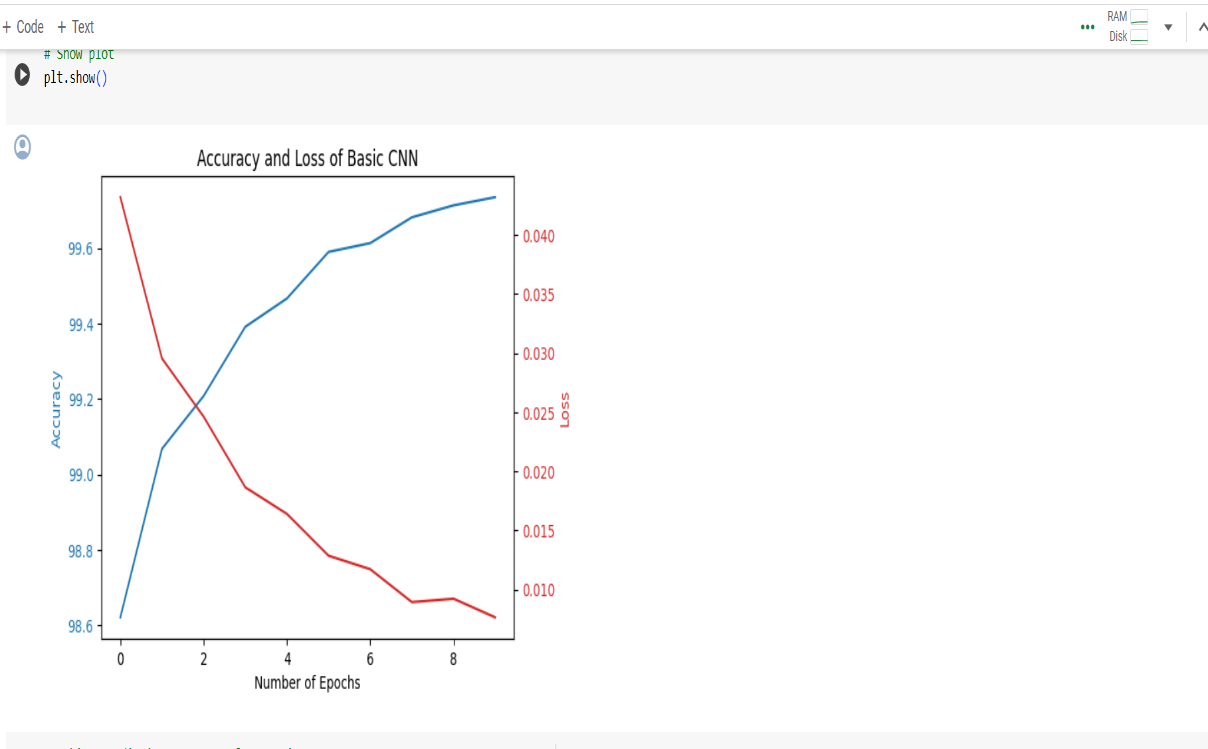 + Code + Text
RAM
Disk
# Show plot
plt.show()
Accuracy and Loss of Basic CNN
99.6
99.4
99.2
99.0
98.8
98.6
Accuracy
0.040
0.035
0.030
0.025
0.020
0.015
0.010
Loss
0 2 4 6 8
Number of Epochs